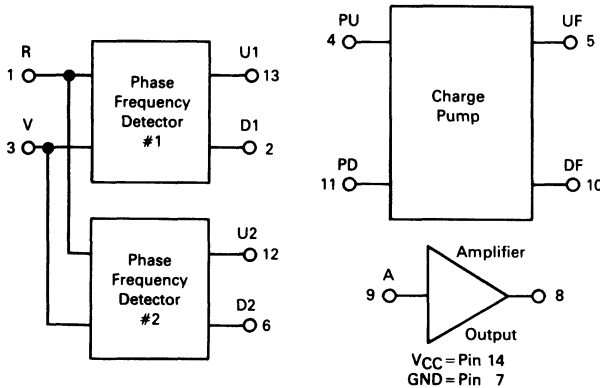 R
1
V
3
Phase
Frequency
Detector
#1
U1
13
D1
2
Phase
Frequency
Detector
#2
U2
12
D2
6
PU
4
PD
11
Charge
Pump
UF
5
DF
10
A
9
Amplifier
Output
8
VCC = Pin 14
GND = Pin 7